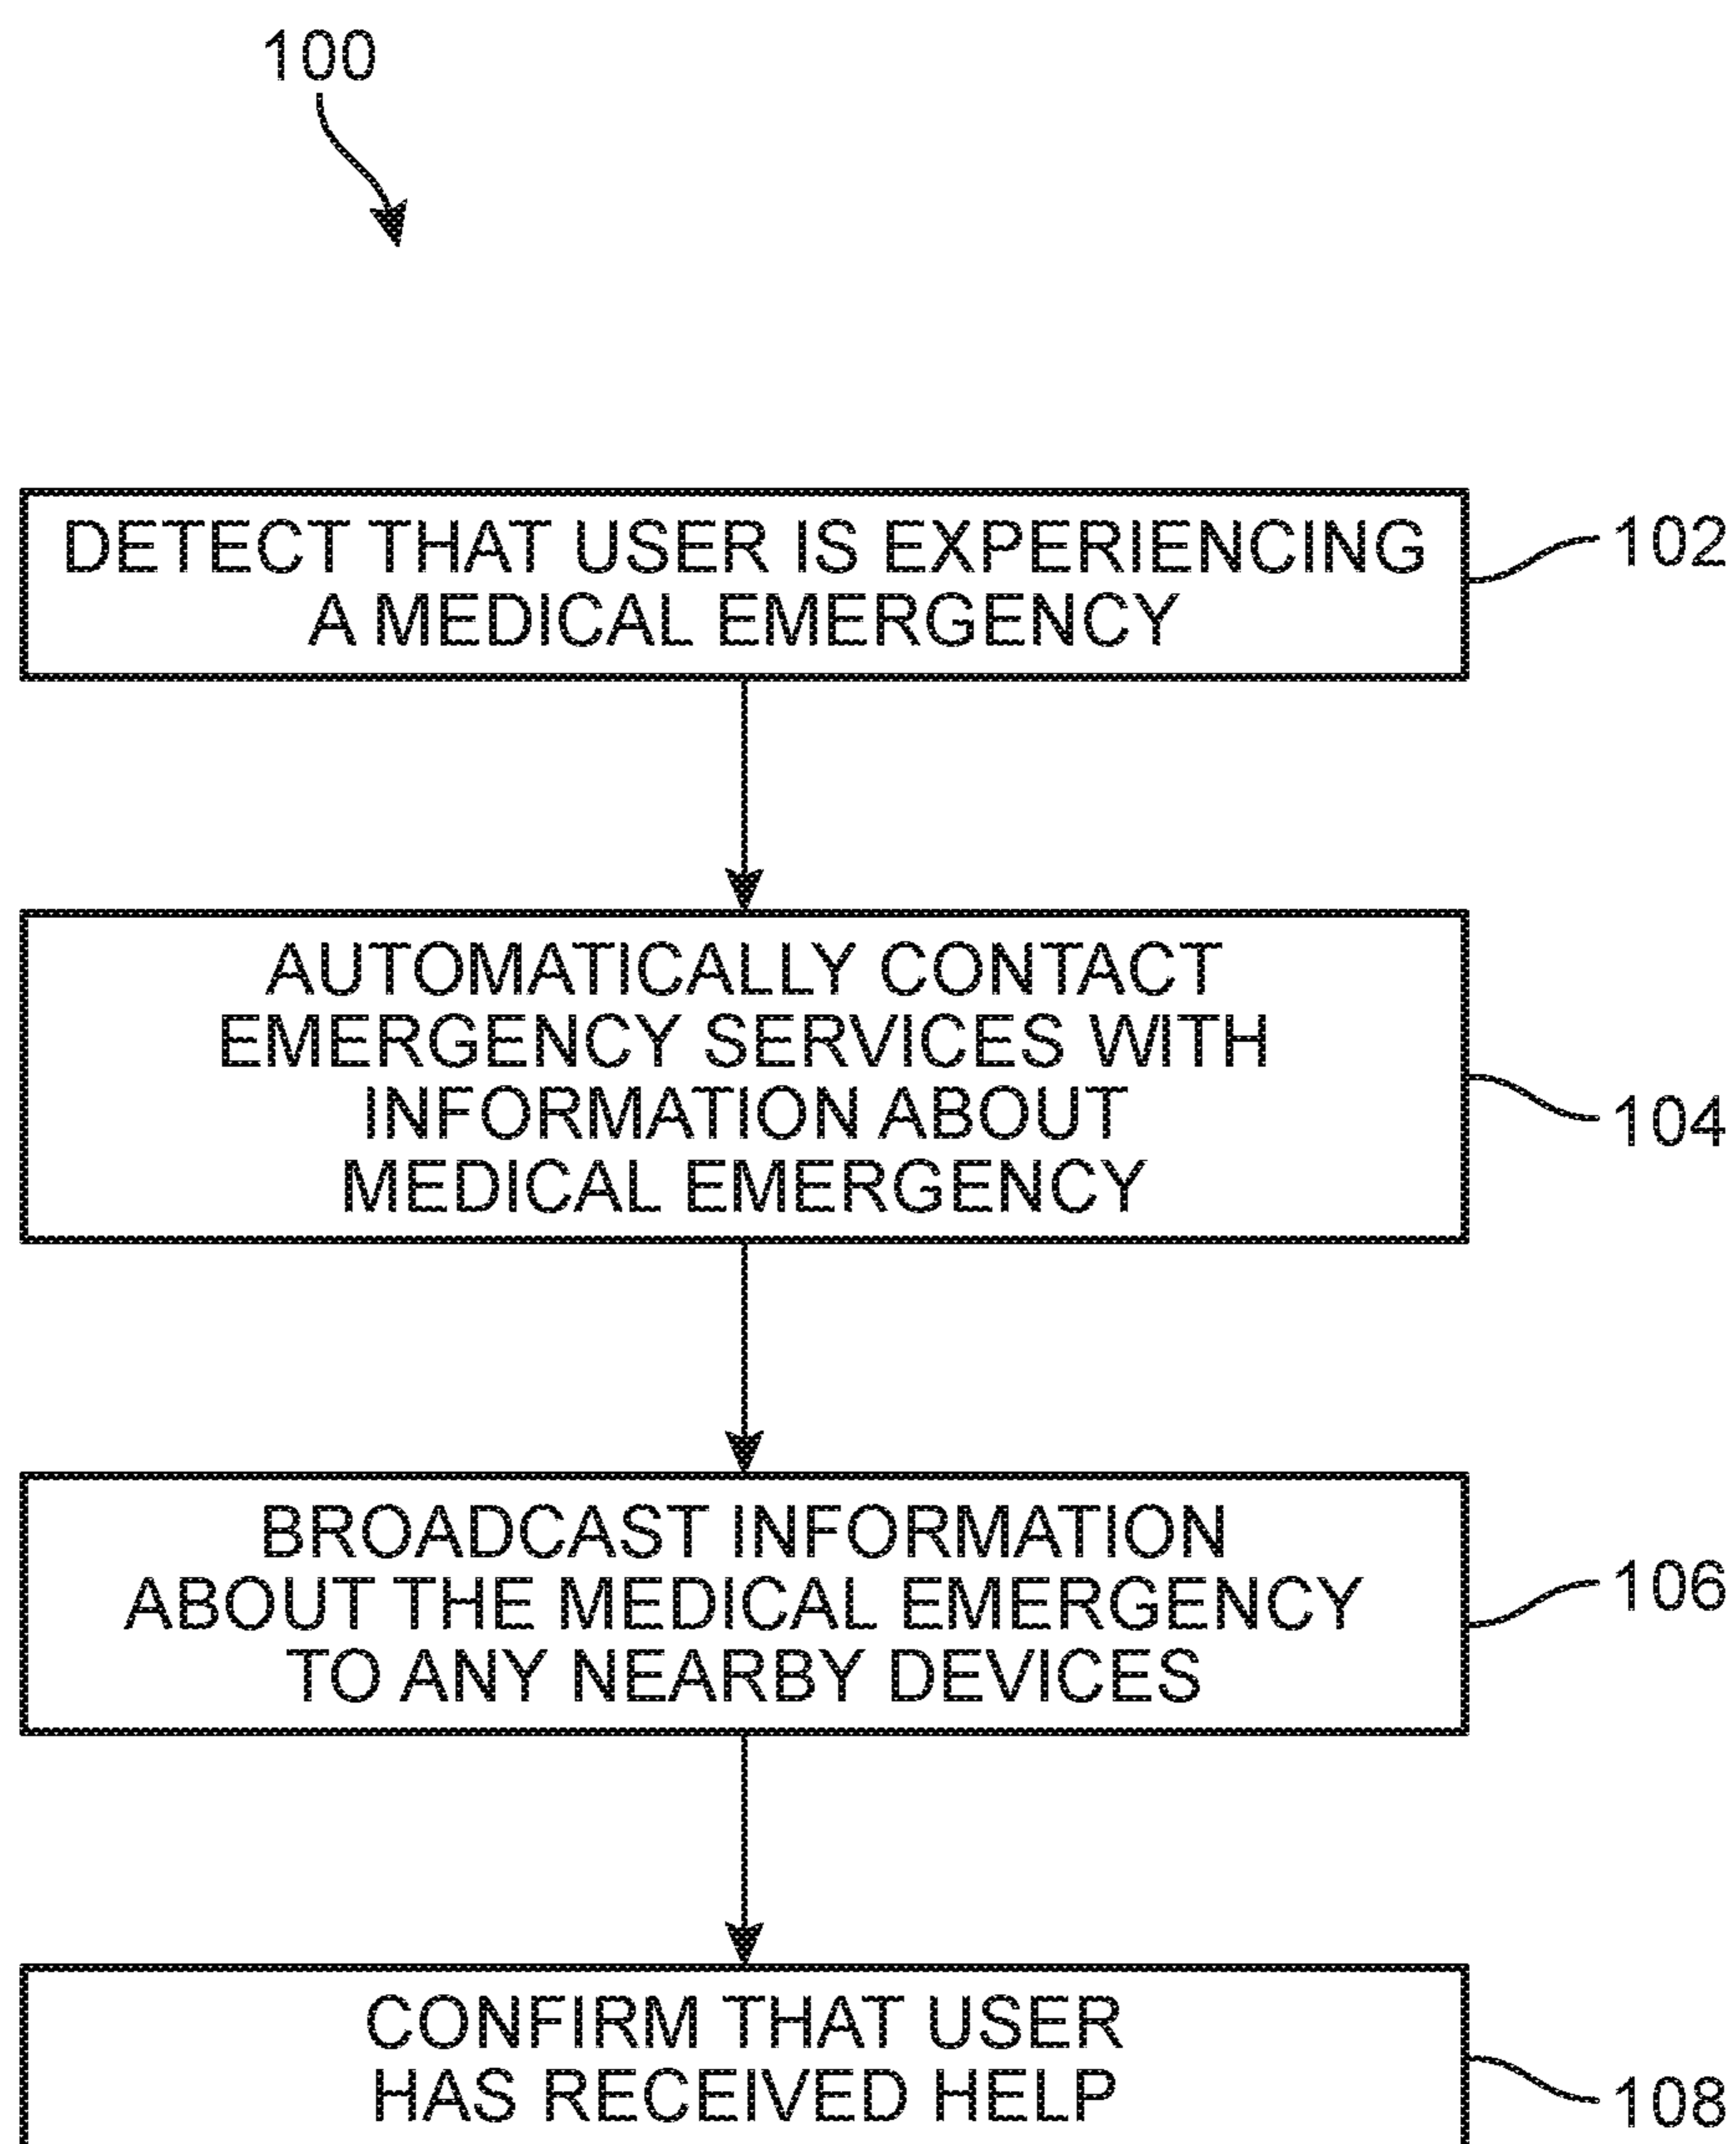 100
DETECT THAT USER IS EXPERIENCING
A MEDICAL EMERGENCY
102
AUTOMATICALLY CONTACT
EMERGENCY SERVICES WITH
INFORMATION ABOUT
MEDICAL EMERGENCY
104
BROADCAST INFORMATION
ABOUT THE MEDICAL EMERGENCY
TO ANY NEARBY DEVICES
106
CONFIRM THAT USER
HAS RECEIVED HELP
108